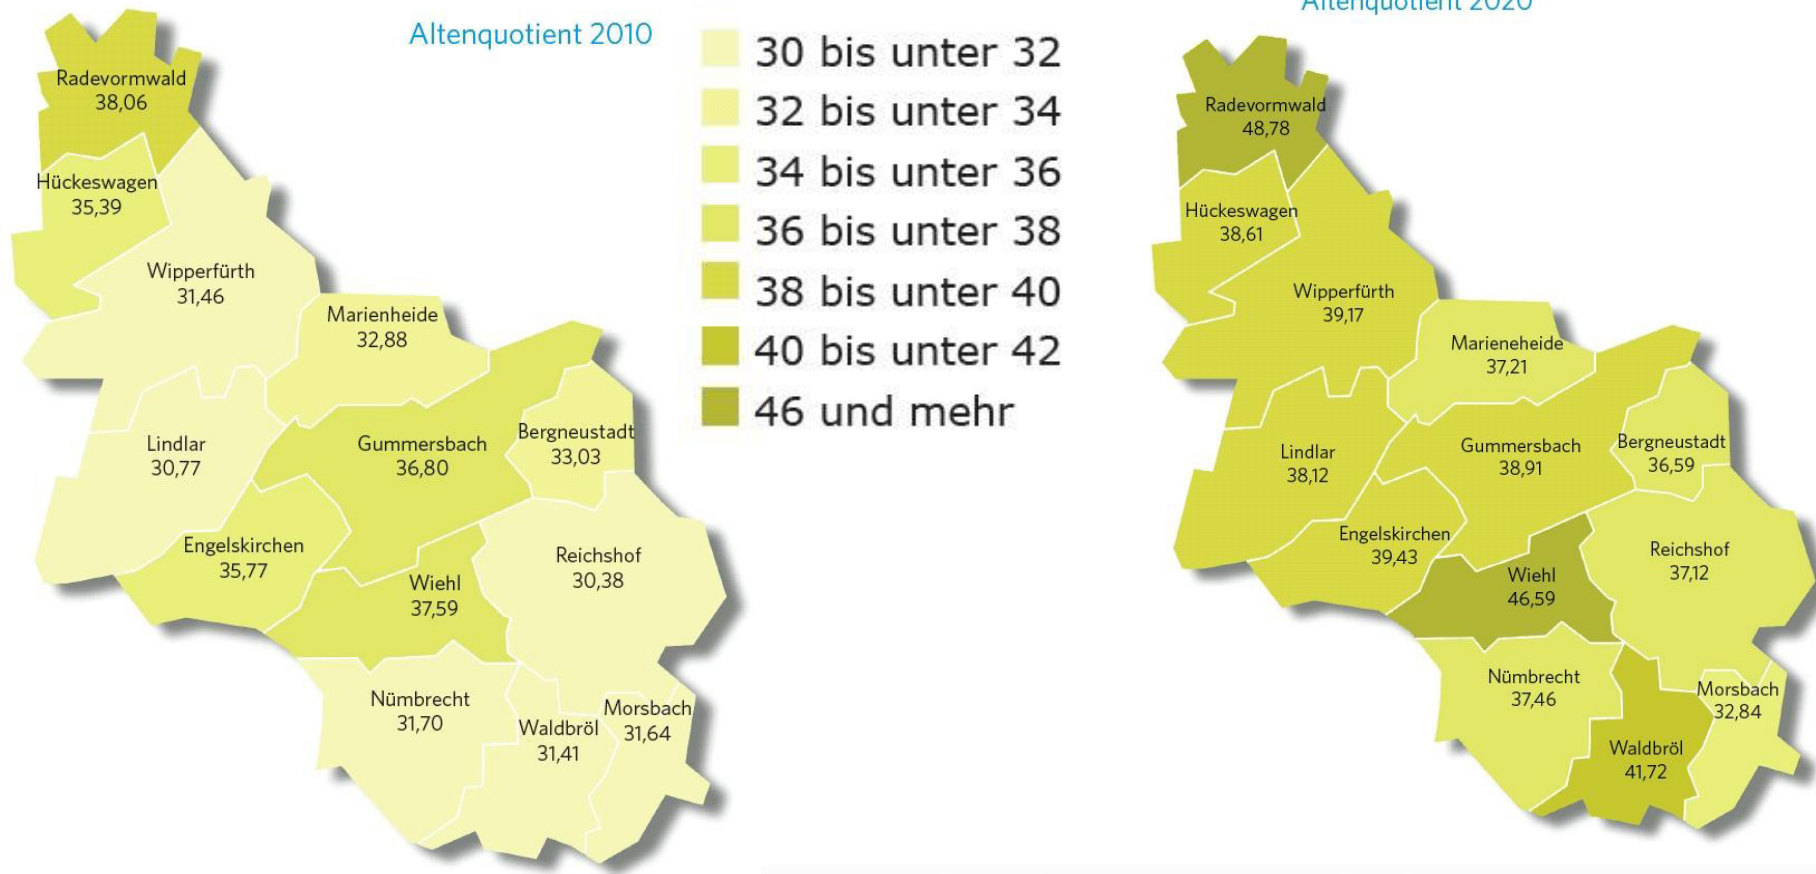 Altenquotient 2010
Radevormwald
38,06
Hückeswagen
35,39
Wipperfürth
31,46
Marienheide
32,88
Lindlar
30,77
Gummersbach
36,80
Bergneustadt
33,03
Engelskirchen
35,77
Wiehl
37,59
Reichshof
30,38
Nümbrecht
31,70
Waldbröl
31,41
Morsbach
31,64
30 bis unter 32
32 bis unter 34
34 bis unter 36
36 bis unter 38
38 bis unter 40
40 bis unter 42
46 und mehr
Altenquotient 2020
Radevormwald
48,78
Hückeswagen
38,61
Wipperfürth
39,17
Marieneheide
37,21
Lindlar
38,12
Gummersbach
38,91
Bergneustadt
36,59
Engelskirchen
39,43
Wiehl
46,59
Reichshof
37,12
Nümbrecht
37,46
Morsbach
32,84
Waldbröl
41,72